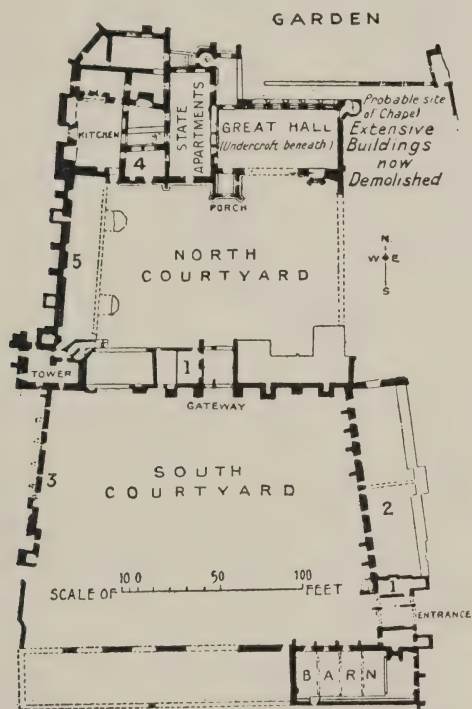 GARDEN
Probable site
of Chapel
Extensive
Buildings
now
Demolished
KITCHEN
STATE
APARTMENTS
GREAT HALL
(Undercroft beneath)
4
PORCH
NORTH
COURTYARD
N.
W E
S
5
TOWER
1
GATEWAY
SOUTH
COURTYARD
3
2
SCALE OF 10 0 50 100 FEET
1
ENTRANCE
BARN